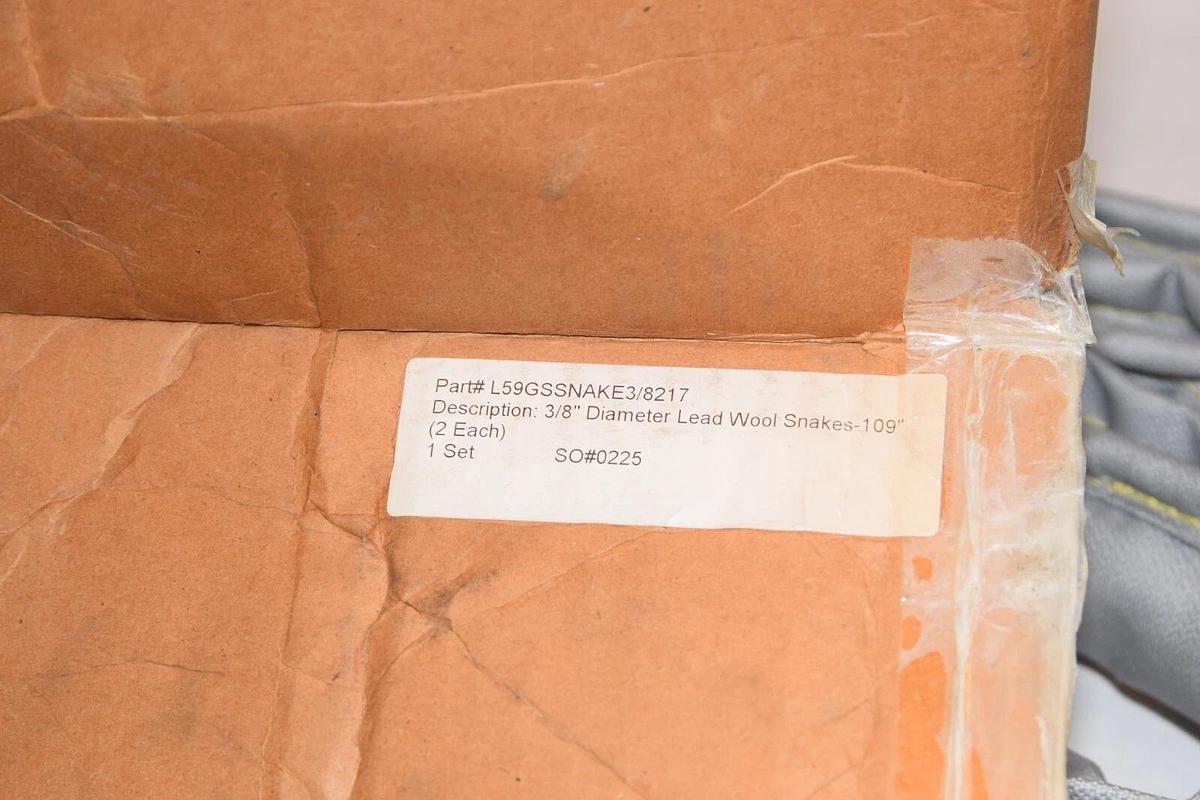 Part# L59GSSNAKE3/8217
Description: 3/8" Diameter Lead Wool Snakes-109"
(2 Each)
1 Set SO#0225